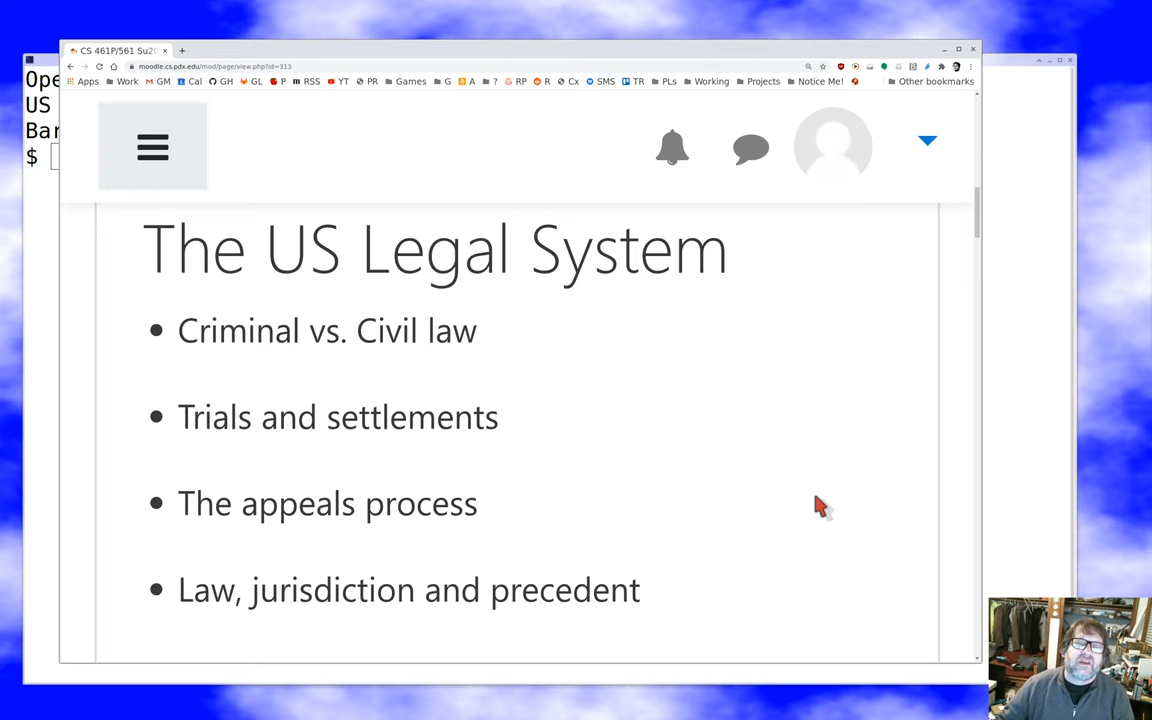 CS 461P/561 Su20
moodle.cs.pdx.edu/mod/page/view.php?id=313
Apps Work GM Cal GH GL P RSS YT PR Games G A ? RP R Cx SMS TR PLs Working Projects Notice Me! Other bookmarks
Ope
US
Bar
$
The US Legal System
• Criminal vs. Civil law
• Trials and settlements
• The appeals process
• Law, jurisdiction and precedent